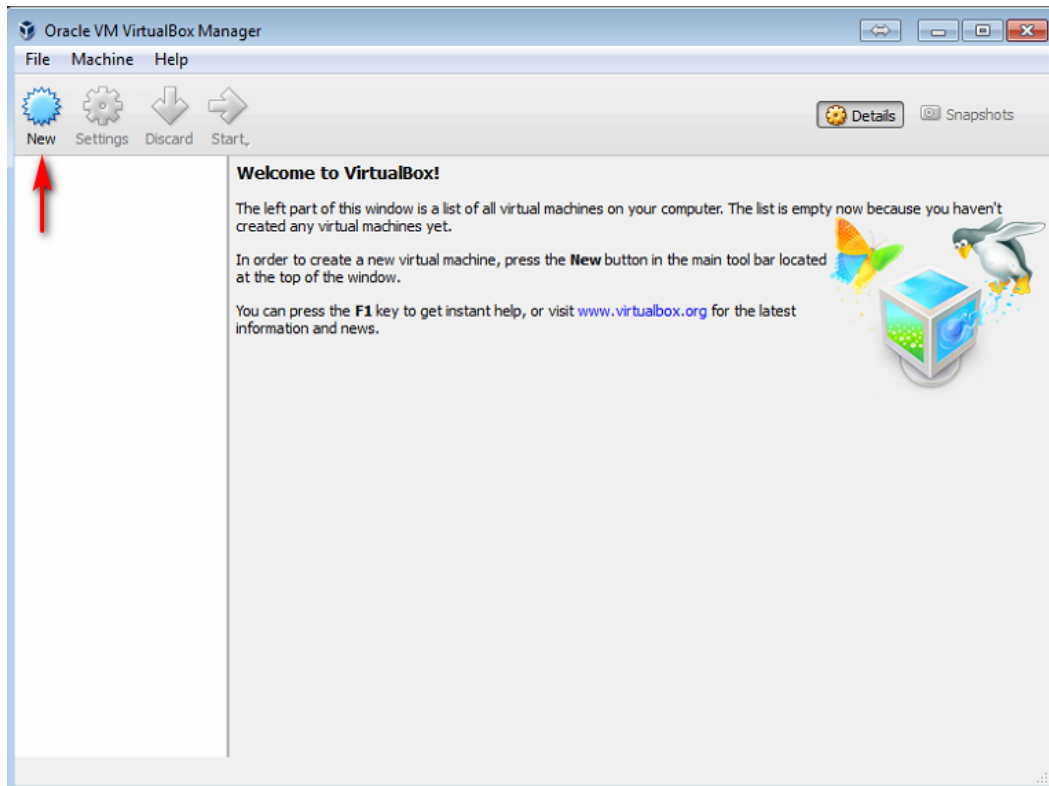 Oracle VM VirtualBox Manager
File Machine Help
New Settings Discard Start
Details Snapshots
Welcome to VirtualBox!
The left part of this window is a list of all virtual machines on your computer. The list is empty now because you haven't
created any virtual machines yet.
In order to create a new virtual machine, press the New button in the main tool bar located
at the top of the window.
You can press the F1 key to get instant help, or visit www.virtualbox.org for the latest
information and news.